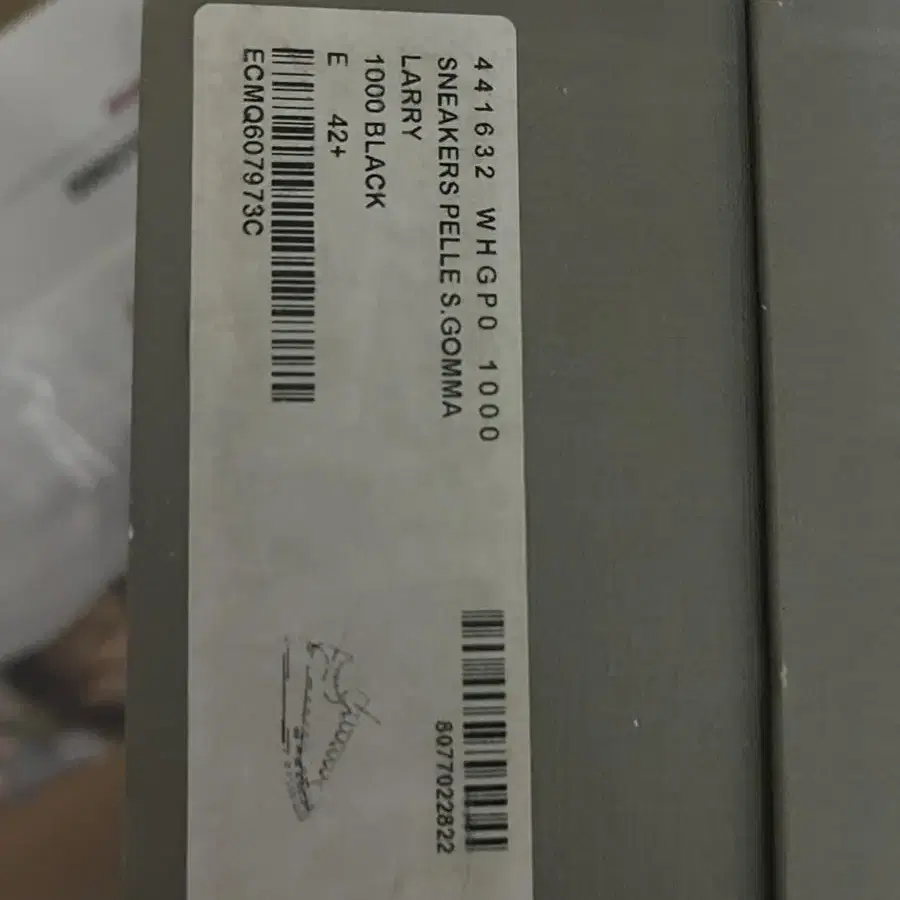 441632 WHGP0 1000
SNEAKERS PELLE S.GOMMA
LARRY
1000 BLACK
E 42+
ECMQ607973C
8077022822